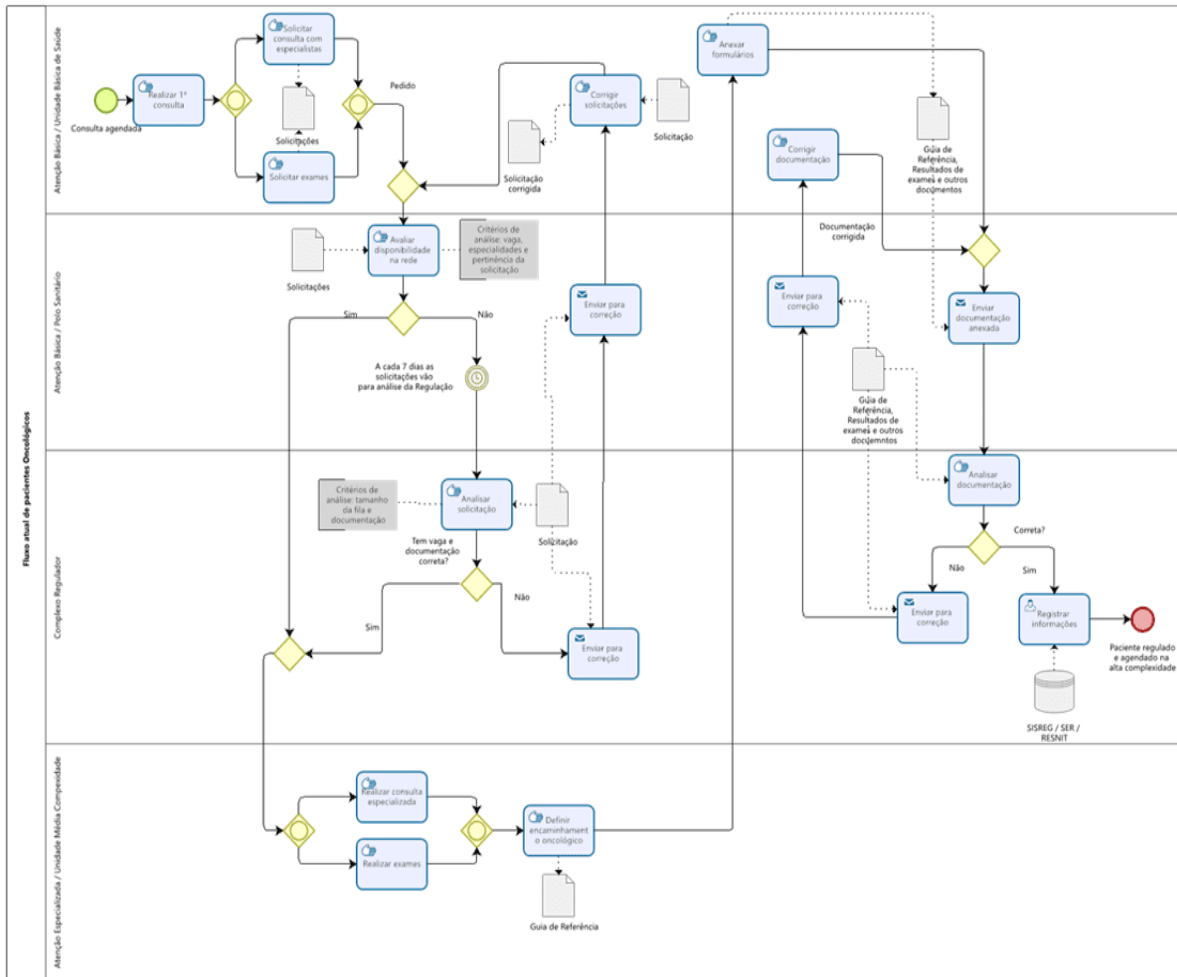 Fluxo atual de pacientes Oncológicos
Atenção Básica / Unidade Básica de Saúde
Consulta agendada
Realizar 1ª
consulta
Solicitar
consulta com
especialistas
Solicitações
Solicitar exames
Pedido
Corrigir
solicitações
Solicitação
Solicitação
corrigida
Anexar
formulários
Corrigir
documentação
Guia de
Referência,
Resultados de
exames e outros
documentos
Atenção Básica / Polo Sanitário
Solicitações
Avaliar
disponibilidade
na rede
Critérios de
análise: vaga,
especialidades e
pertinência da
solicitação
Sim
Não
A cada 7 dias as
solicitações vão
para análise da Regulação
Enviar para
correção
Documentação
corrigida
Enviar para
correção
Enviar
documentação
anexada
Guia de
Referência,
Resultados de
exames e outros
documntos
Complexo Regulador
Critérios de
análise: tamanho
da fila e
documentação
Analisar
solicitação
Solicitação
Tem vaga e
documentação
correta?
Sim
Não
Enviar para
correção
Analisar
documentação
Correta?
Não
Sim
Enviar para
correção
Registrar
informações
Paciente regulado
e agendado na
alta complexidade
SISREG / SER /
RESNIT
Atenção Especializada / Unidade Média Compexidade
Realizar consulta
especializada
Realizar exames
Definir
encaminhament
o oncológico
Guia de Referência